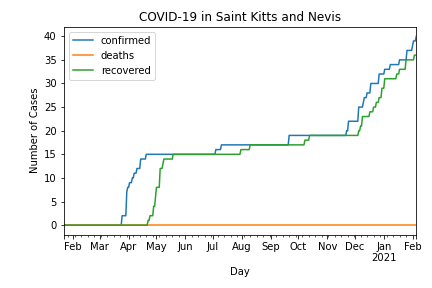 COVID-19 in Saint Kitts and Nevis
confirmed
deaths
recovered
Number of Cases
40
35
30
25
20
15
10
5
0
Feb Mar Apr May Jun Jul Aug Sep Oct Nov Dec Jan Feb
2021
Day